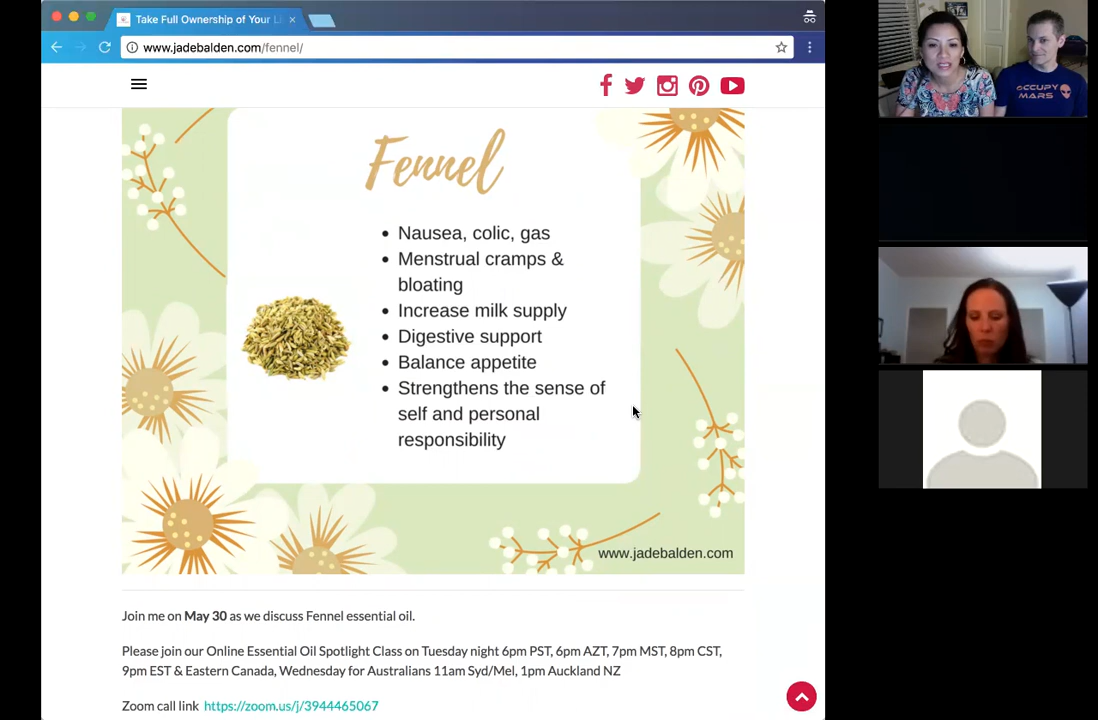 Take Full Ownership of Your Li
www.jadebalden.com/fennel/
Fennel
Nausea, colic, gas
Menstrual cramps &
bloating
Increase milk supply
Digestive support
Balance appetite
Strengthens the sense of
self and personal
responsibility
www.jadebalden.com
Join me on May 30 as we discuss Fennel essential oil.
Please join our Online Essential Oil Spotlight Class on Tuesday night 6pm PST, 6pm AZT, 7pm MST, 8pm CST,
9pm EST & Eastern Canada, Wednesday for Australians 11am Syd/Mel, 1pm Auckland NZ
Zoom call link https://zoom.us/j/3944465067
OCCUPY
MARS